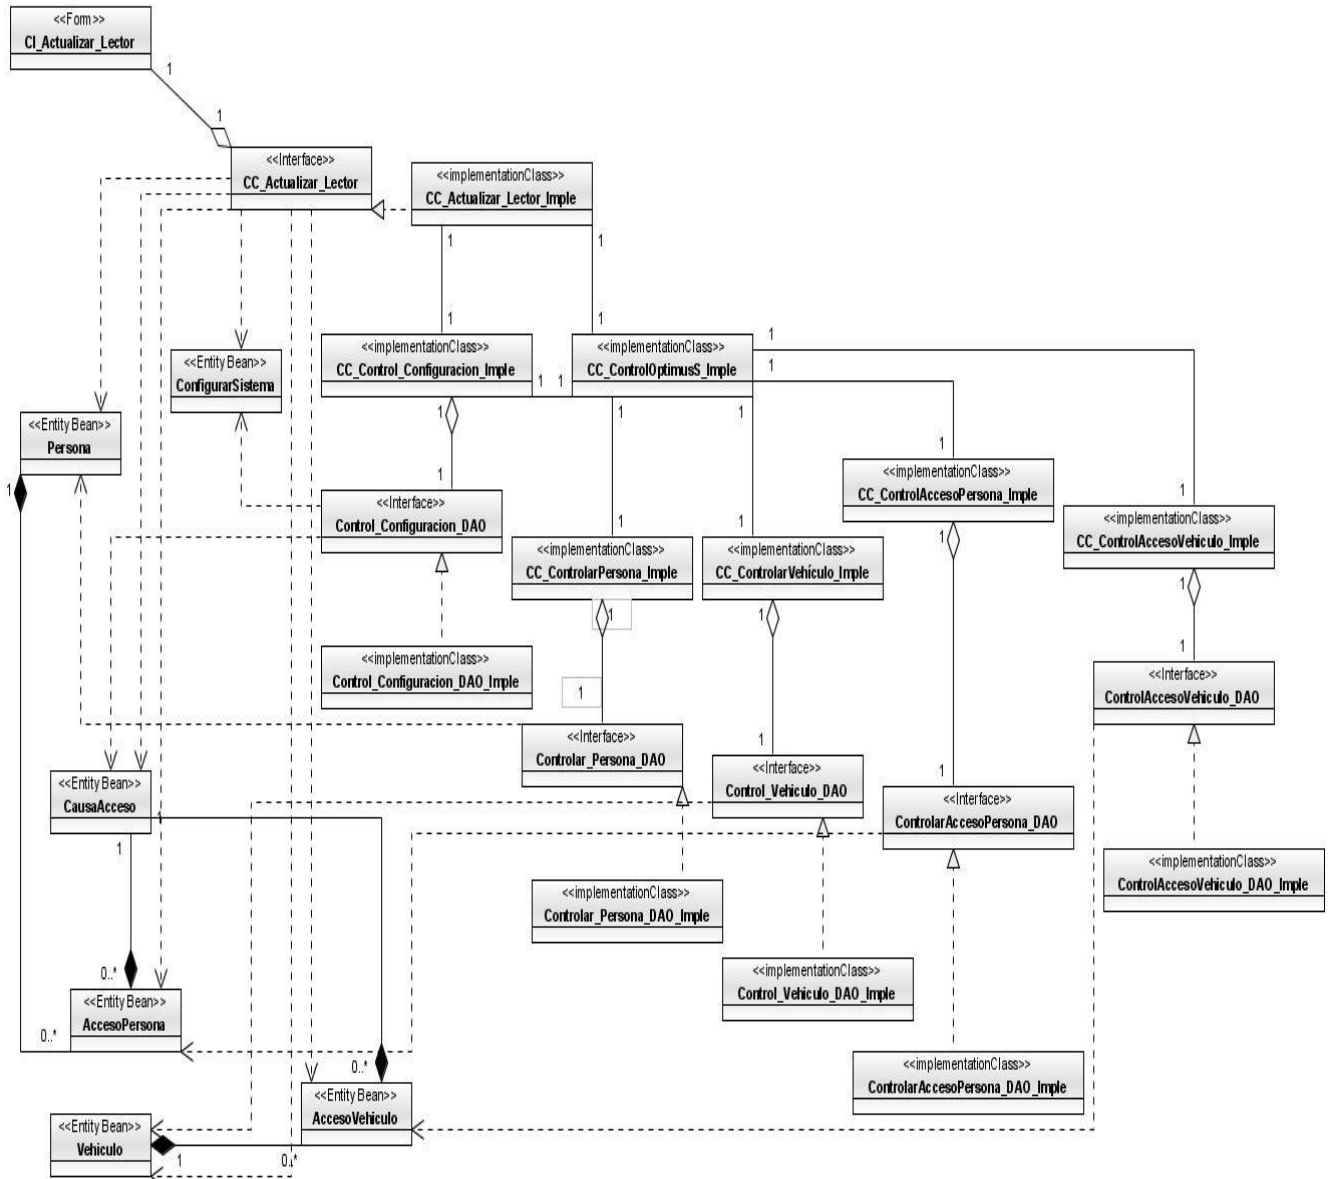 <<Form>>
CI_Actualizar_Lector
1
1
<<Interface>>
CC_Actualizar_Lector
<<implementationClass>>
CC_Actualizar_Lector_Imple
1
1
1
1
<<implementationClass>>
CC_Control_Configuracion_Imple
<<implementationClass>>
CC_ControlOptimusS_Imple
1
1
1
1
1
1
1
<<Entity Bean>>
ConfigurarSistema
<<Entity Bean>>
Persona
1
1
1
<<Interface>>
Control_Configuracion_DAO
<<implementationClass>>
CC_ControlAccesoPersona_Imple
1
1
1
1
<<implementationClass>>
CC_ControlarPersona_Imple
<<implementationClass>>
CC_ControlarVehículo_Imple
<<implementationClass>>
CC_ControlAccesoVehiculo_Imple
1
1
1
1
<<implementationClass>>
Control_Configuracion_DAO_Imple
1
<<Interface>>
ControlAccesoVehiculo_DAO
<<Interface>>
Controlar_Persona_DAO
1
<<Interface>>
Control_Vehiculo_DAO
1
<<Interface>>
ControlarAccesoPersona_DAO
<<Entity Bean>>
CausaAcceso
1
1
<<implementationClass>>
ControlAccesoVehiculo_DAO_Imple
<<implementationClass>>
Controlar_Persona_DAO_Imple
0..*
<<Entity Bean>>
AccesoPersona
0..*
<<implementationClass>>
Control_Vehiculo_DAO_Imple
0..*
<<implementationClass>>
ControlarAccesoPersona_DAO_Imple
<<Entity Bean>>
AccesoVehiculo
<<Entity Bean>>
Vehiculo
1
0..*